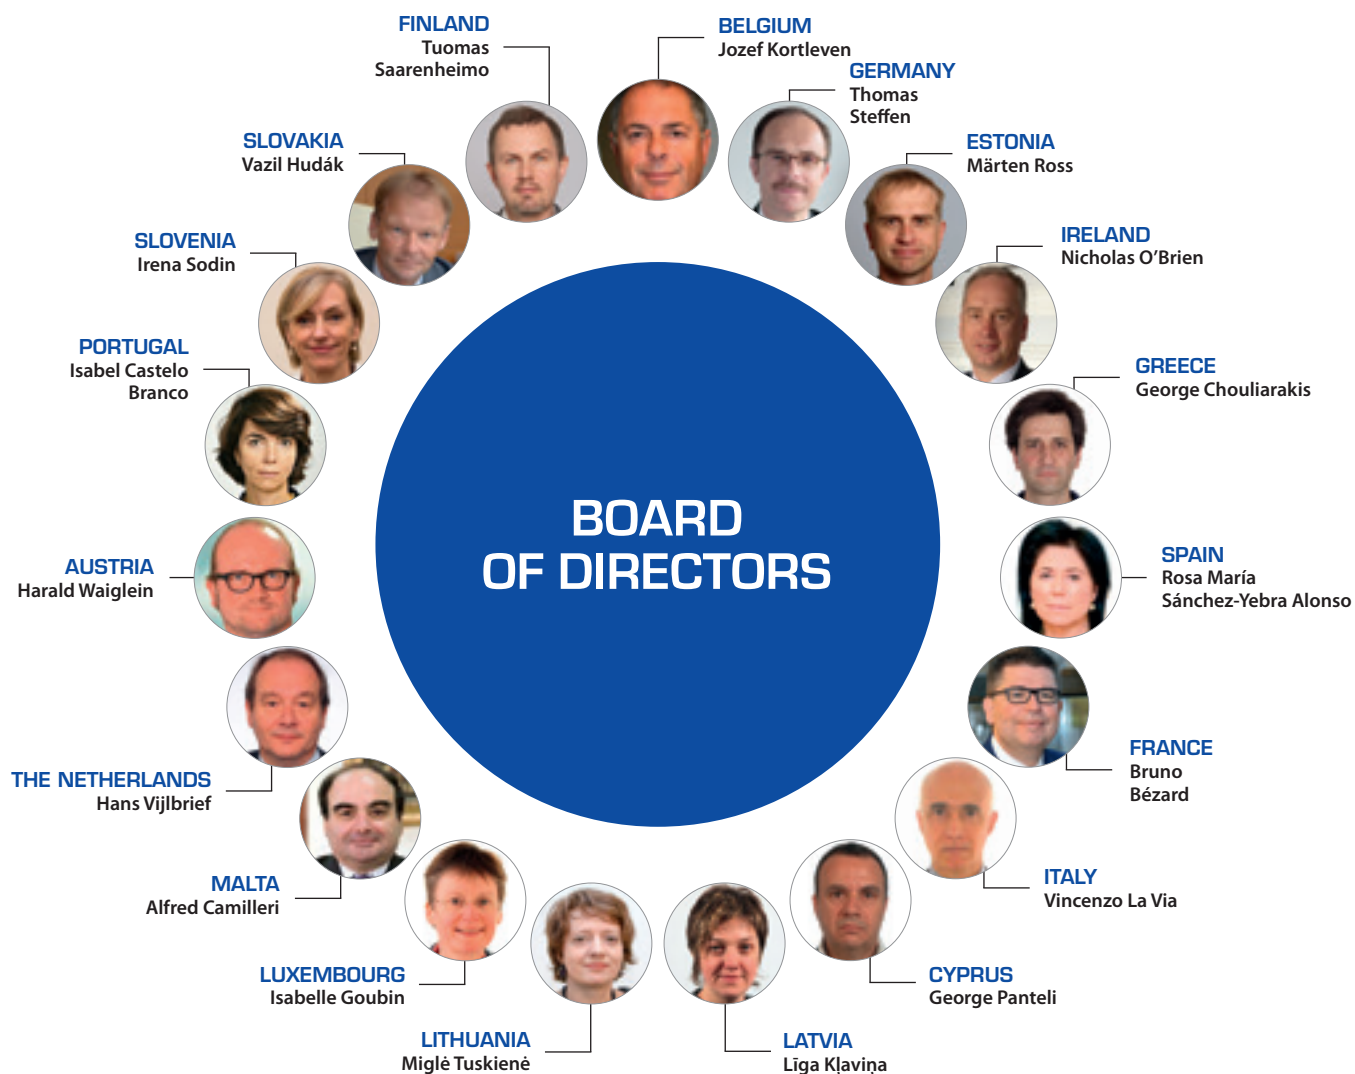 FINLAND
Tuomas
Saarenheimo
BELGIUM
Jozef Kortleven
GERMANY
Thomas
Steffen
SLOVAKIA
Vazil Hudák
ESTONIA
Märten Ross
SLOVENIA
Irena Sodin
IRELAND
Nicholas O’Brien
PORTUGAL
Isabel Castelo
Branco
GREECE
George Chouliarakis
BOARD
OF DIRECTORS
AUSTRIA
Harald Waiglein
SPAIN
Rosa María
Sánchez-Yebra Alonso
THE NETHERLANDS
Hans Vijlbrief
FRANCE
Bruno
Bézard
MALTA
Alfred Camilleri
ITALY
Vincenzo La Via
LUXEMBOURG
Isabelle Goubin
CYPRUS
George Panteli
LITHUANIA
Miglė Tuskienė
LATVIA
Līga Kļaviņa